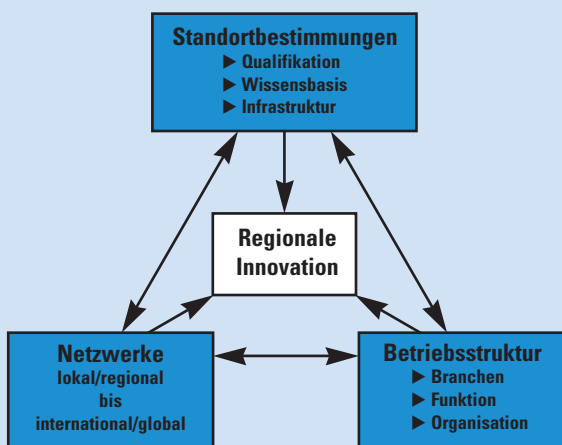 Standortbestimmungen
▶ Qualifikation
▶ Wissensbasis
▶ Infrastruktur
Regionale
Innovation
Netzwerke
lokal/regional
bis
international/global
Betriebsstruktur
▶ Branchen
▶ Funktion
▶ Organisation